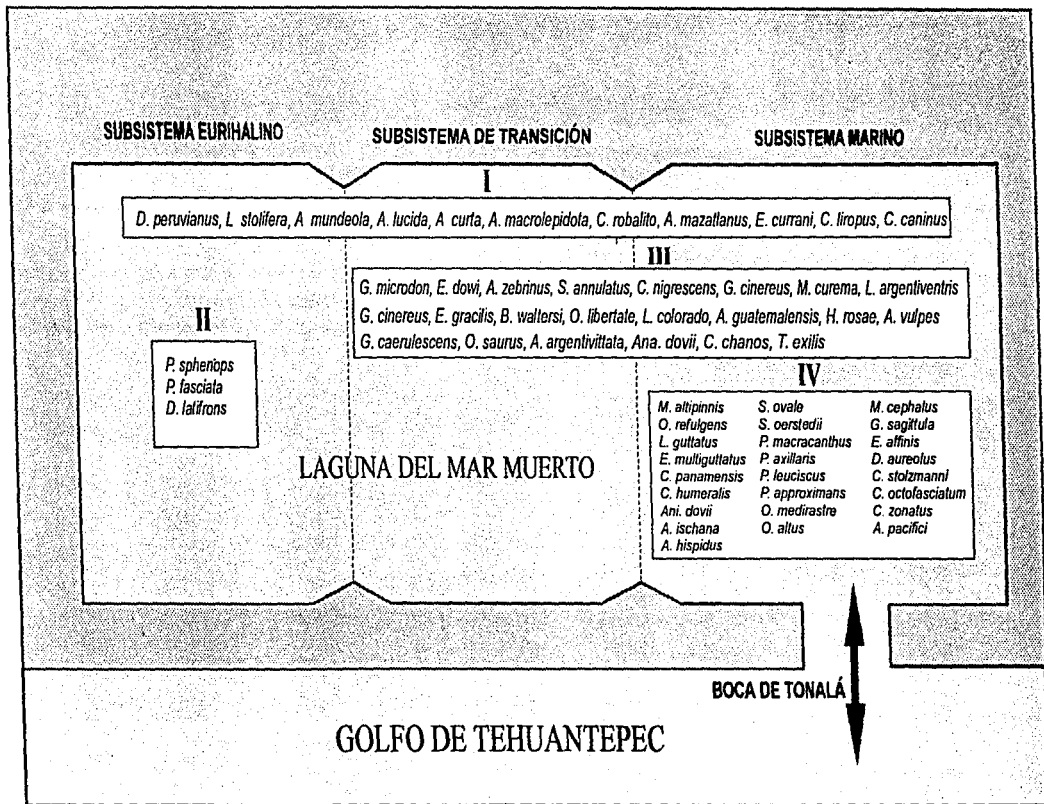 SUBSISTEMA EURIHALINO
SUBSISTEMA DE TRANSICIÓN
SUBSISTEMA MARINO
I
D. peruvianus, L stolifera, A mundeola, A. lucida, A curta, A. macrolepidota, C. robalito, A. mazatlanus, E. currani, C. liropus, C. caninus
III
G. microdon, E. dowi, A. zebrinus, S. annulatus, C. nigrescens, G. cinereus, M. curema, L. argentiventris
G. cinereus, E. gracilis, B. waltersi, O. libertate, L. colorado, A. guatemalensis, H. rosae, A. vulpes
G. caerulescens, O. saurus, A. argentivittata, Ana. dovii, C. chanos, T. exilis
II
P. sphenops
P. fasciata
D. latifrons
IV
M. altipinnis
O. refulgens
L. guttatus
E. multiguttatus
C. panamensis
C. humeralis
Ani. dovii
A. ischana
A. hispidus
S. ovale
S. oerstedii
P. macracanthus
P. axillaris
P. leuciscus
P. approximans
O. medirastre
O. altus
M. cephalus
G. sagittula
E. affinis
D. aureolus
C. stolzmanni
C. octofasciatum
C. zonatus
A. pacifici
LAGUNA DEL MAR MUERTO
BOCA DE TONALÁ
GOLFO DE TEHUANTEPEC